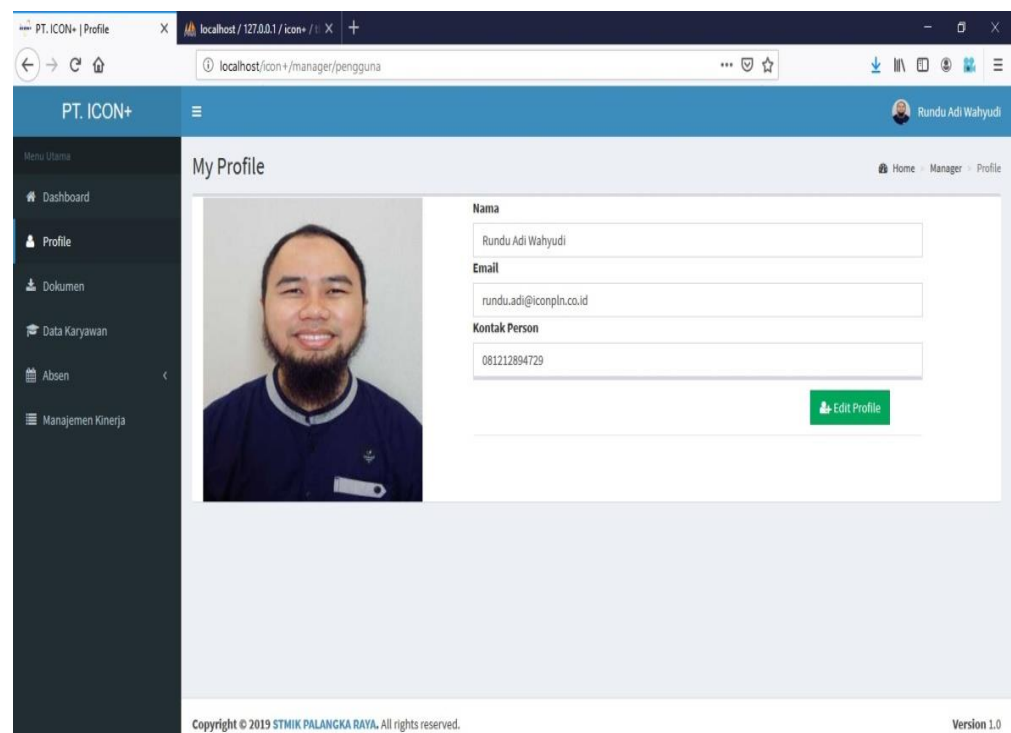 PT. ICON+ | Profile
localhost / 127.0.0.1 / icon+ /
localhost/icon+/manager/pengguna
PT. ICON+
Rundu Adi Wahyudi
Menu Utama
Dashboard
Profile
Dokumen
Data Karyawan
Absen
Manajemen Kinerja
My Profile
Home > Manager > Profile
Nama
Rundu Adi Wahyudi
Email
rundu.adi@iconpln.co.id
Kontak Person
081212894729
Edit Profile
Copyright © 2019 STMIK PALANGKA RAYA. All rights reserved.
Version 1.0